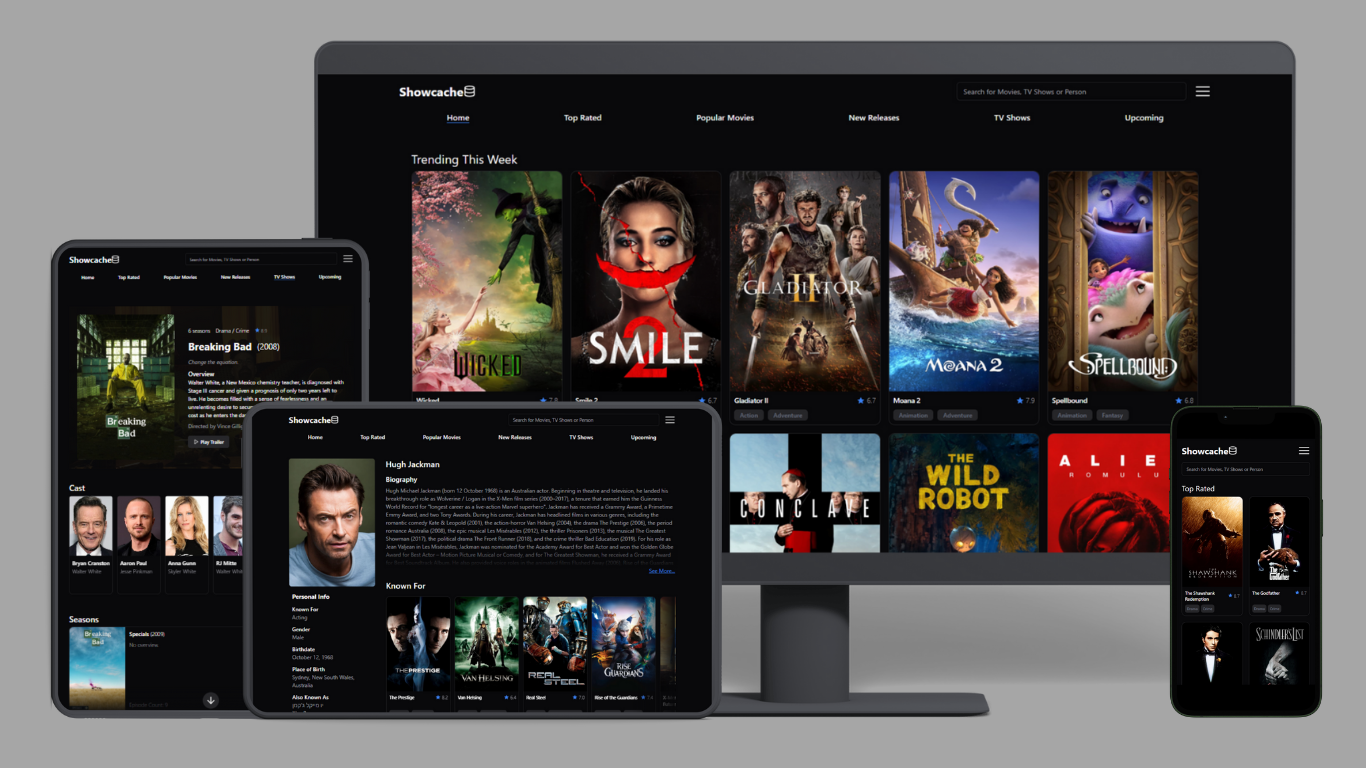 Showcache
Search for Movies, TV Shows or Person
Home
Top Rated
Popular Movies
New Releases
TV Shows
Upcoming
Trending This Week
WICKED
SMILE
2
GLADIATOR
II
MOANA 2
SPELLBOUND
Wicked
7.8
Smile 2
6.7
Gladiator II
6.7
Action
Adventure
Moana 2
7.9
Animation
Adventure
Spellbound
6.8
Animation
Fantasy
CONCLAVE
THE
WILD
ROBOT
ALIE
ROMULU
Showcache
Search for Movies, TV Shows or Person
Home
Top Rated
Popular Movies
New Releases
TV Shows
Upcoming
Breaking
Bad
6 seasons
Drama / Crime
8.9
Breaking Bad (2008)
Change the equation.
Overview
Walter White, a New Mexico chemistry teacher, is diagnosed with
Stage III cancer and given a prognosis of only two years left to
live. He becomes filled with a sense of fearlessness and an
unrelenting desire to secu
cast as he enters the da
Directed by Vince Gilli
Play Trailer
Cast
Bryan Cranston
Walter White
Aaron Paul
Jesse Pinkman
Anna Gunn
Skyler White
RJ Mitte
Walter Whit
Seasons
Breaking
Bad
Specials (2009)
No overview
Showcache
Search for Movies, TV Shows or Person
Home
Top Rated
Popular Movies
New Releases
TV Shows
Upcoming
Hugh Jackman
Biography
Hugh Michael Jackman (born 12 October 1968) is an Australian actor. Beginning in theatre and television, he landed his
breakthrough role as Wolverine / Logan in the X-Men film series (2000–2017), a tenure that earned him the Guinness
World Record for "longest career as a live-action Marvel superhero". Jackman has received a Grammy Award, a Primetime
Emmy Award, and two Tony Awards. During his career, Jackman has headlined films in various genres, including the
romantic comedy Kate & Leopold (2001), the action-horror Van Helsing (2004), the drama The Prestige (2006), the period
romance Australia (2008), the epic musical Les Misérables (2012), the thriller Prisoners (2013), the musical The Greatest
Showman (2017); the political drama The Front Runner (2018); and the crime thriller Bad Education (2019). For his role as
Jean Valjean in Les Misérables, Jackman was nominated for the Academy Award for Best Actor and won the Golden Globe
Award for Best Actor – Motion Picture Musical or Comedy, and for The Greatest Showman, he received a Grammy Award
See More...
Personal Info
Known For
Acting
Gender
Male
Birthdate
October 12, 1968
Place of Birth
Sydney, New South Wales,
Australia
Also Known As
יו מייקל ג'קמן
Known For
THE PRESTIGE
VAN HELSING
REAL
STEEL
RISE
OF THE
GUARDIANS
The Prestige
8.2
Van Helsing
6.4
Real Steel
7.0
Rise of the Guardians
7.4
Showcache
Search for Movies, TV Shows or Person
Top Rated
SHAWSHANK
REDEMPTION
The
Godfather
The Shawshank
Redemption
8.7
Drama
Crime
The Godfather
8.7
Drama
Crime
SCHINDLER'S LIST